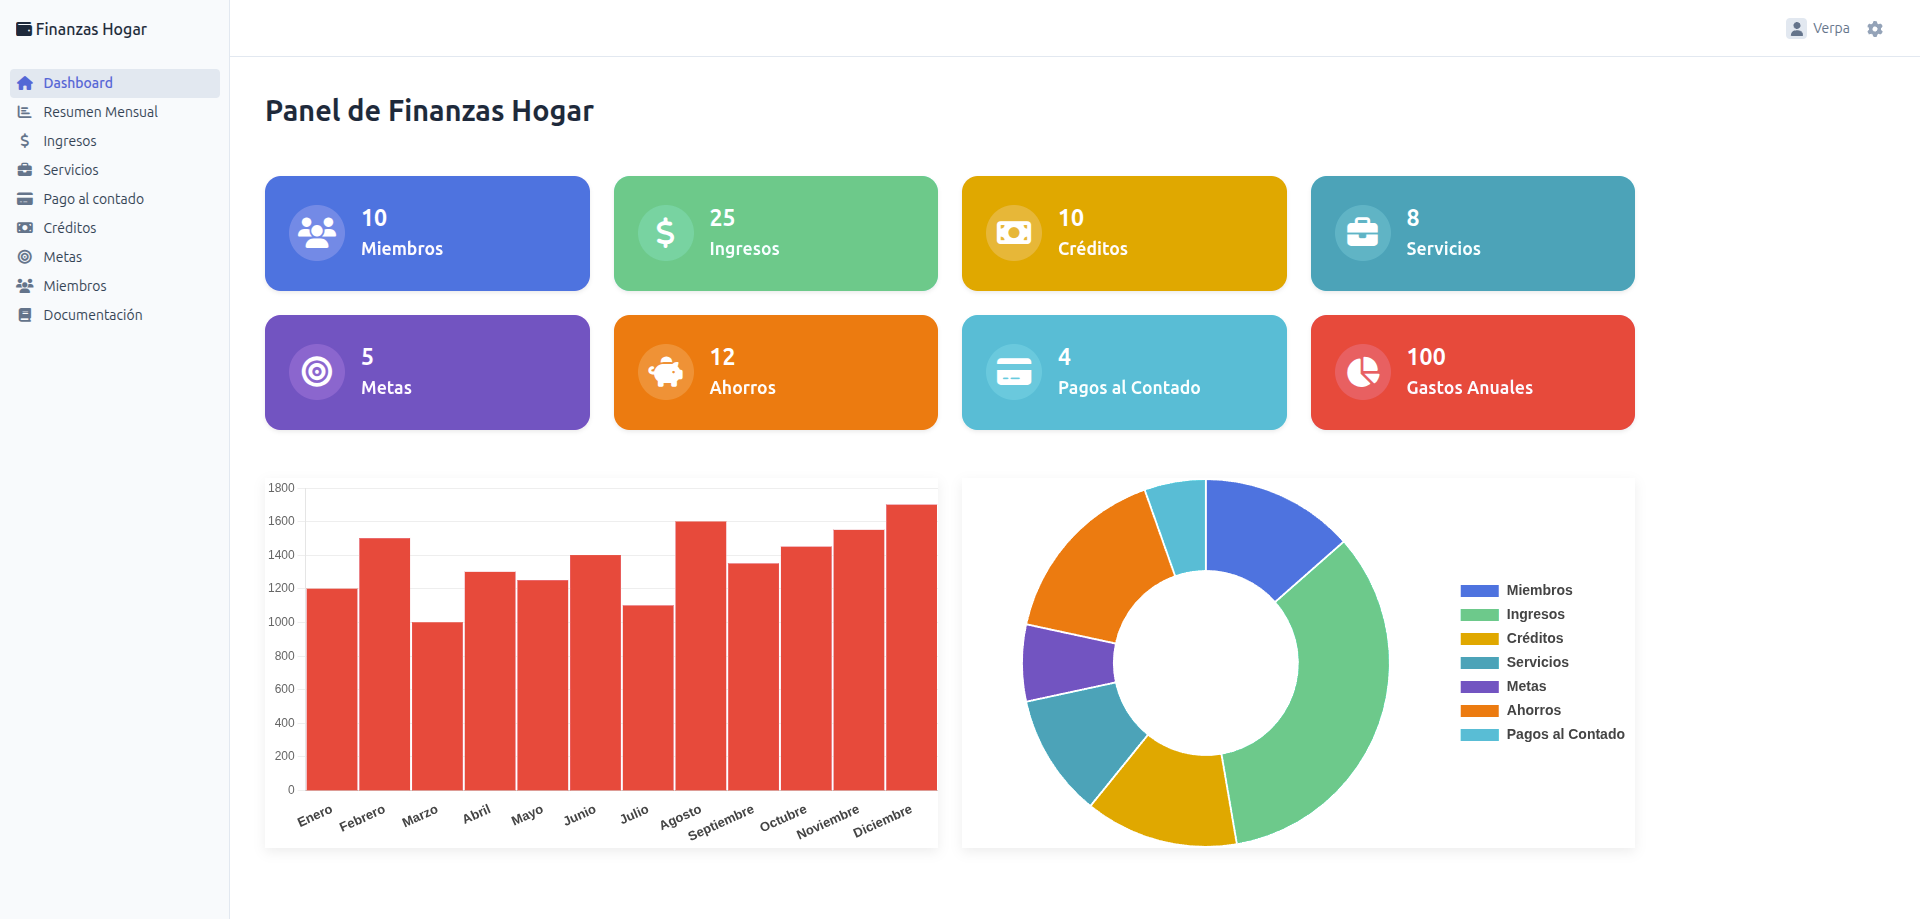 Finanzas Hogar
Verpa
Dashboard
Resumen Mensual
Ingresos
Servicios
Pago al contado
Créditos
Metas
Miembros
Documentación
Panel de Finanzas Hogar
10
Miembros
25
Ingresos
10
Créditos
8
Servicios
5
Metas
12
Ahorros
4
Pagos al Contado
100
Gastos Anuales
1800
1600
1400
1200
1000
800
600
400
200
0
Enero
Febrero
Marzo
Abril
Mayo
Junio
Julio
Agosto
Septiembre
Octubre
Noviembre
Diciembre
Miembros
Ingresos
Créditos
Servicios
Metas
Ahorros
Pagos al Contado